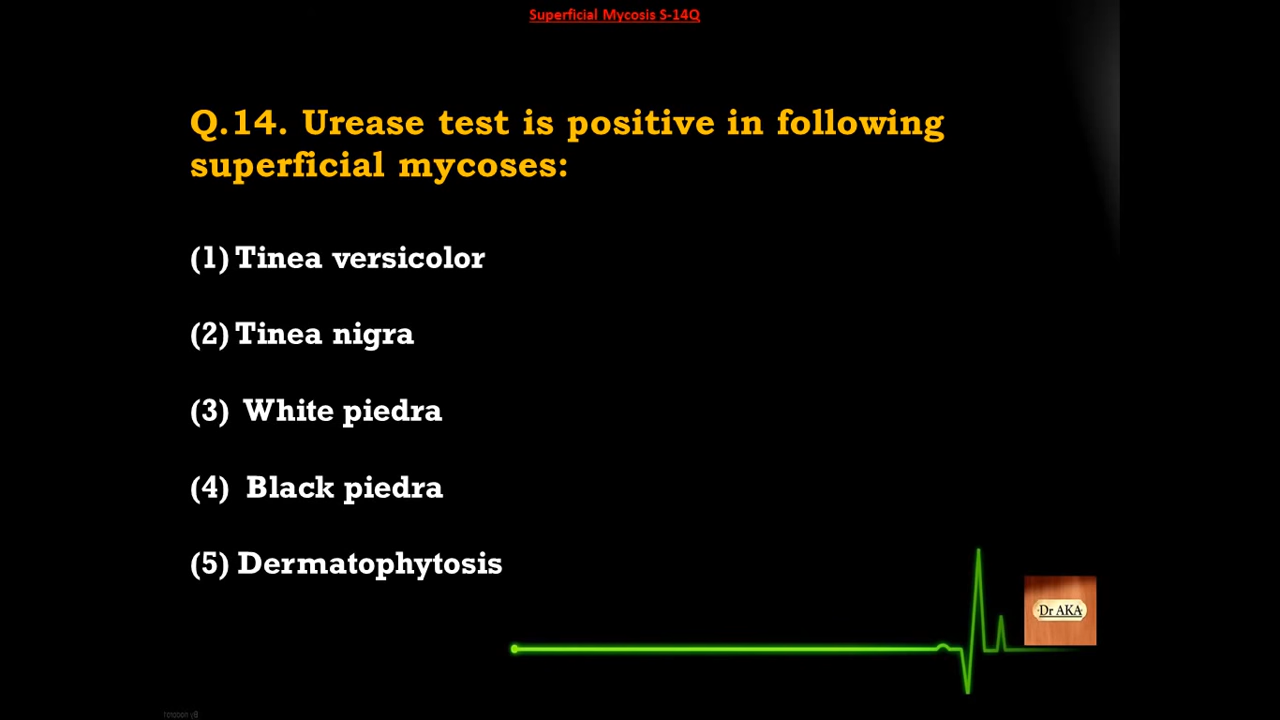 Superficial Mycosis S-14Q
Q.14. Urease test is positive in following
superficial mycoses:
(1) Tinea versicolor
(2) Tinea nigra
(3) White piedra
(4) Black piedra
(5) Dermatophytosis
Dr AKA